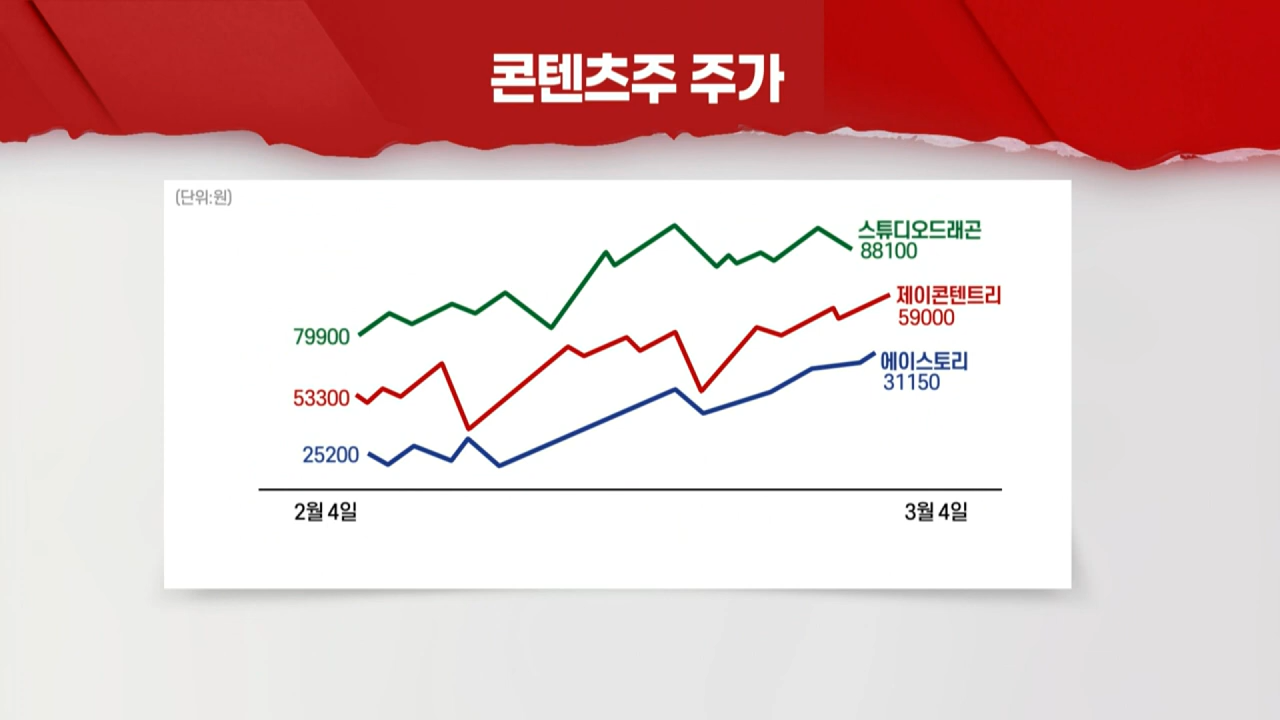 콘텐츠주 주가
(단위:원)
스튜디오드래곤
88100
79900
제이콘텐트리
59000
53300
에이스토리
31150
25200
2월 4일
3월 4일